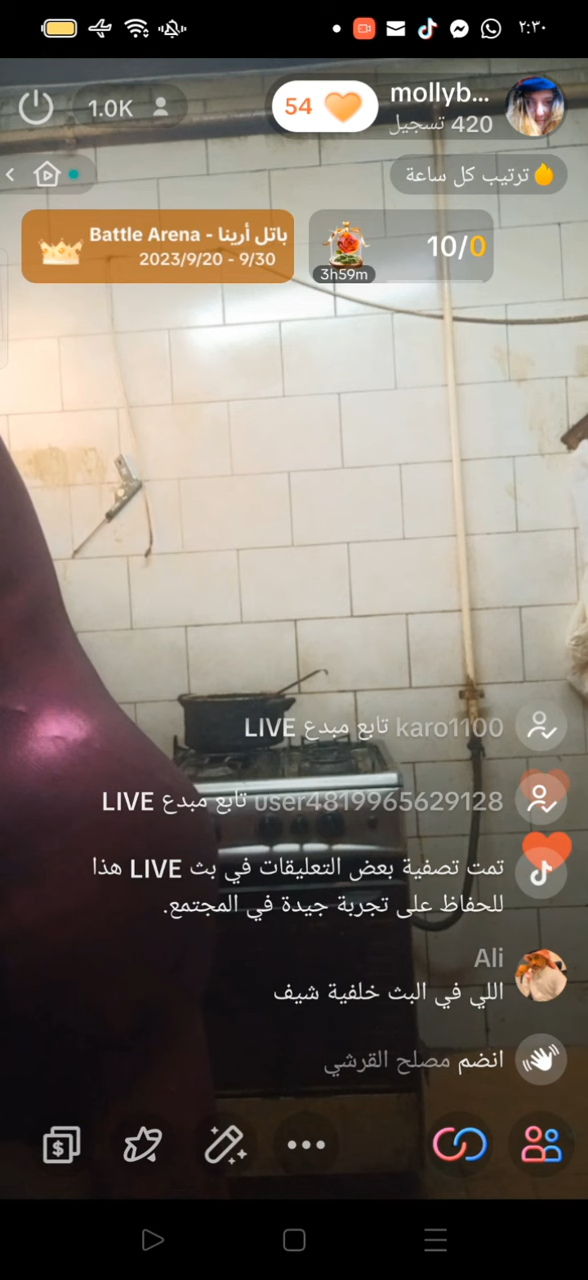 ٢:٣٠
mollyb...
420 تسجيل
54
1.0K
ترتيب كل ساعة
باتل أرينا - Battle Arena
2023/9/20 - 9/30
10/0
3h59m
karo1100 تابع مبدع LIVE
user4819965629128 تابع مبدع LIVE
تمت تصفية بعض التعليقات في بث LIVE هذا
للحفاظ على تجربة جيدة في المجتمع.
Ali
اللي في البث خلفية شيف
انضم مصلح القرشي